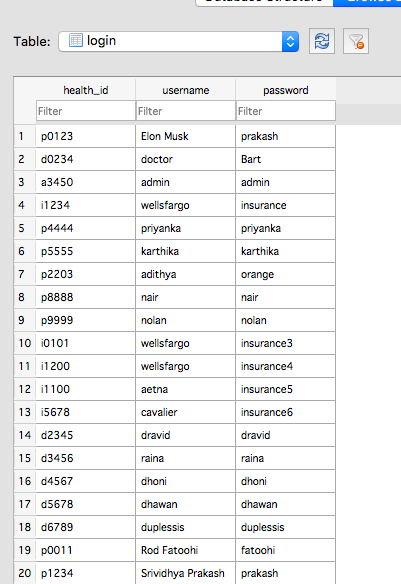 Table: login
health_id username password
Filter Filter Filter
1 p0123 Elon Musk prakash
2 d0234 doctor Bart
3 a3450 admin admin
4 i1234 wellsfargo insurance
5 p4444 priyanka priyanka
6 p5555 karthika karthika
7 p2203 adithya orange
8 p8888 nair nair
9 p9999 nolan nolan
10 i0101 wellsfargo insurance3
11 i1200 wellsfargo insurance4
12 i1100 aetna insurance5
13 i5678 cavalier insurance6
14 d2345 dravid dravid
15 d3456 raina raina
16 d4567 dhoni dhoni
17 d5678 dhawan dhawan
18 d6789 duplessis duplessis
19 p0011 Rod Fatoohi fatoohi
20 p1234 Srividhya Prakash prakash